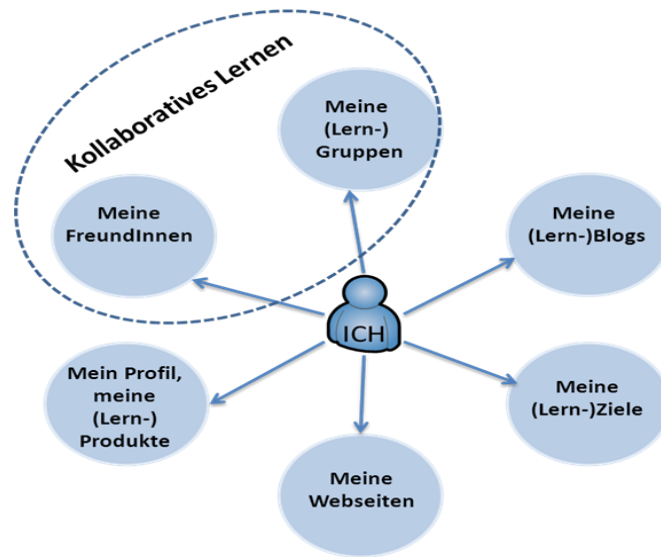 Kollaboratives Lernen
Meine
(Lern-)
Gruppen
Meine
FreundInnen
Meine
(Lern-)Blogs
ICH
Mein Profil,
meine
(Lern-)
Produkte
Meine
(Lern-)Ziele
Meine
Webseiten